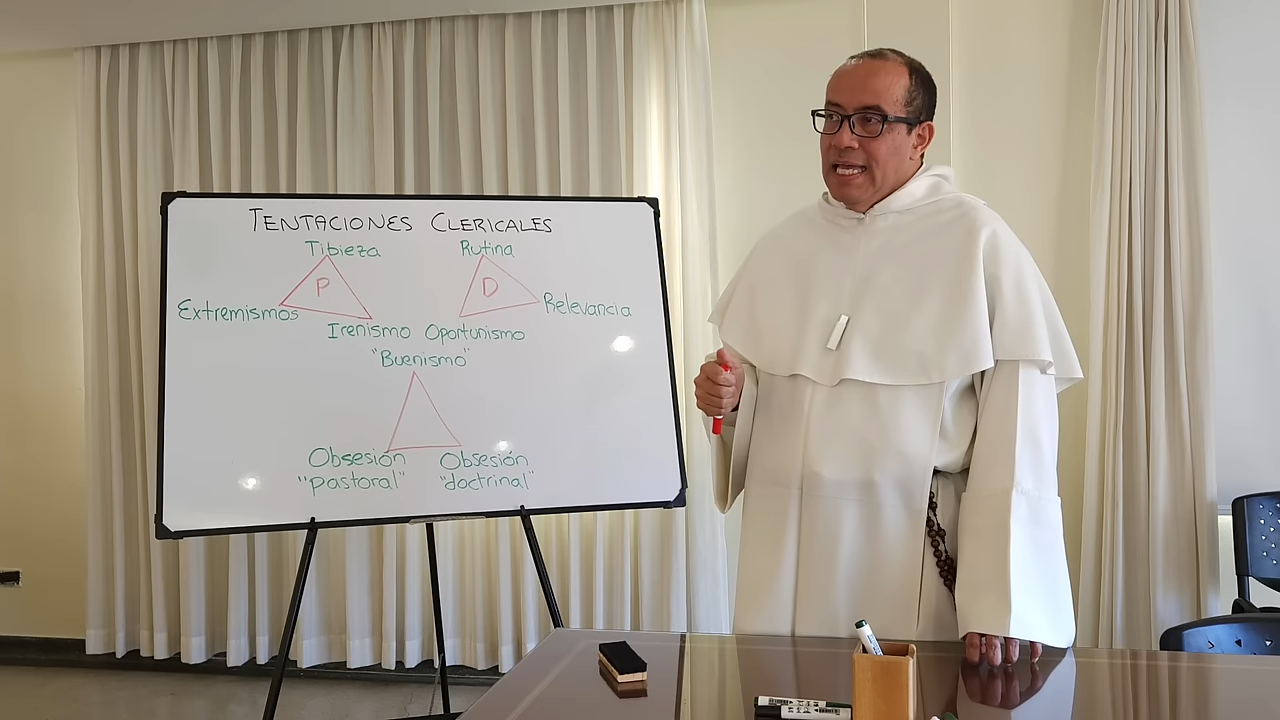 TENTACIONES CLERICALES
Tibieza Rutina
P D
Extremismos Relevancia
Irenismo Oportunismo
"Buenismo"
Obsesión Obsesión
"pastoral" "doctrinal"